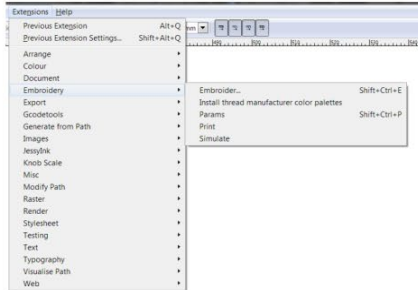 Extensions Help
Previous Extension Alt+Q
Previous Extension Settings... Shift+Alt+Q
mm
Arrange
Colour
Document
Embroidery
Export
Gcodetools
Generate from Path
Images
JessyInk
Knob Scale
Misc
Modify Path
Raster
Render
Stylesheet
Testing
Text
Typography
Visualise Path
Web
Embroider... Shift+Ctrl+E
Install thread manufacturer color palettes
Params Shift+Ctrl+P
Print
Simulate